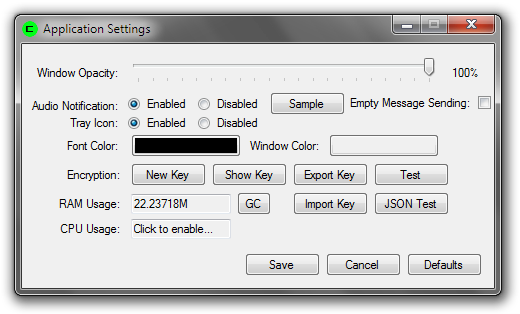 Application Settings
Window Opacity: 100%
Audio Notification: Enabled Disabled Sample Empty Message Sending:
Tray Icon: Enabled Disabled
Font Color: Window Color:
Encryption: New Key Show Key Export Key Test
RAM Usage: 22.23718M GC Import Key JSON Test
CPU Usage: Click to enable...
Save Cancel Defaults